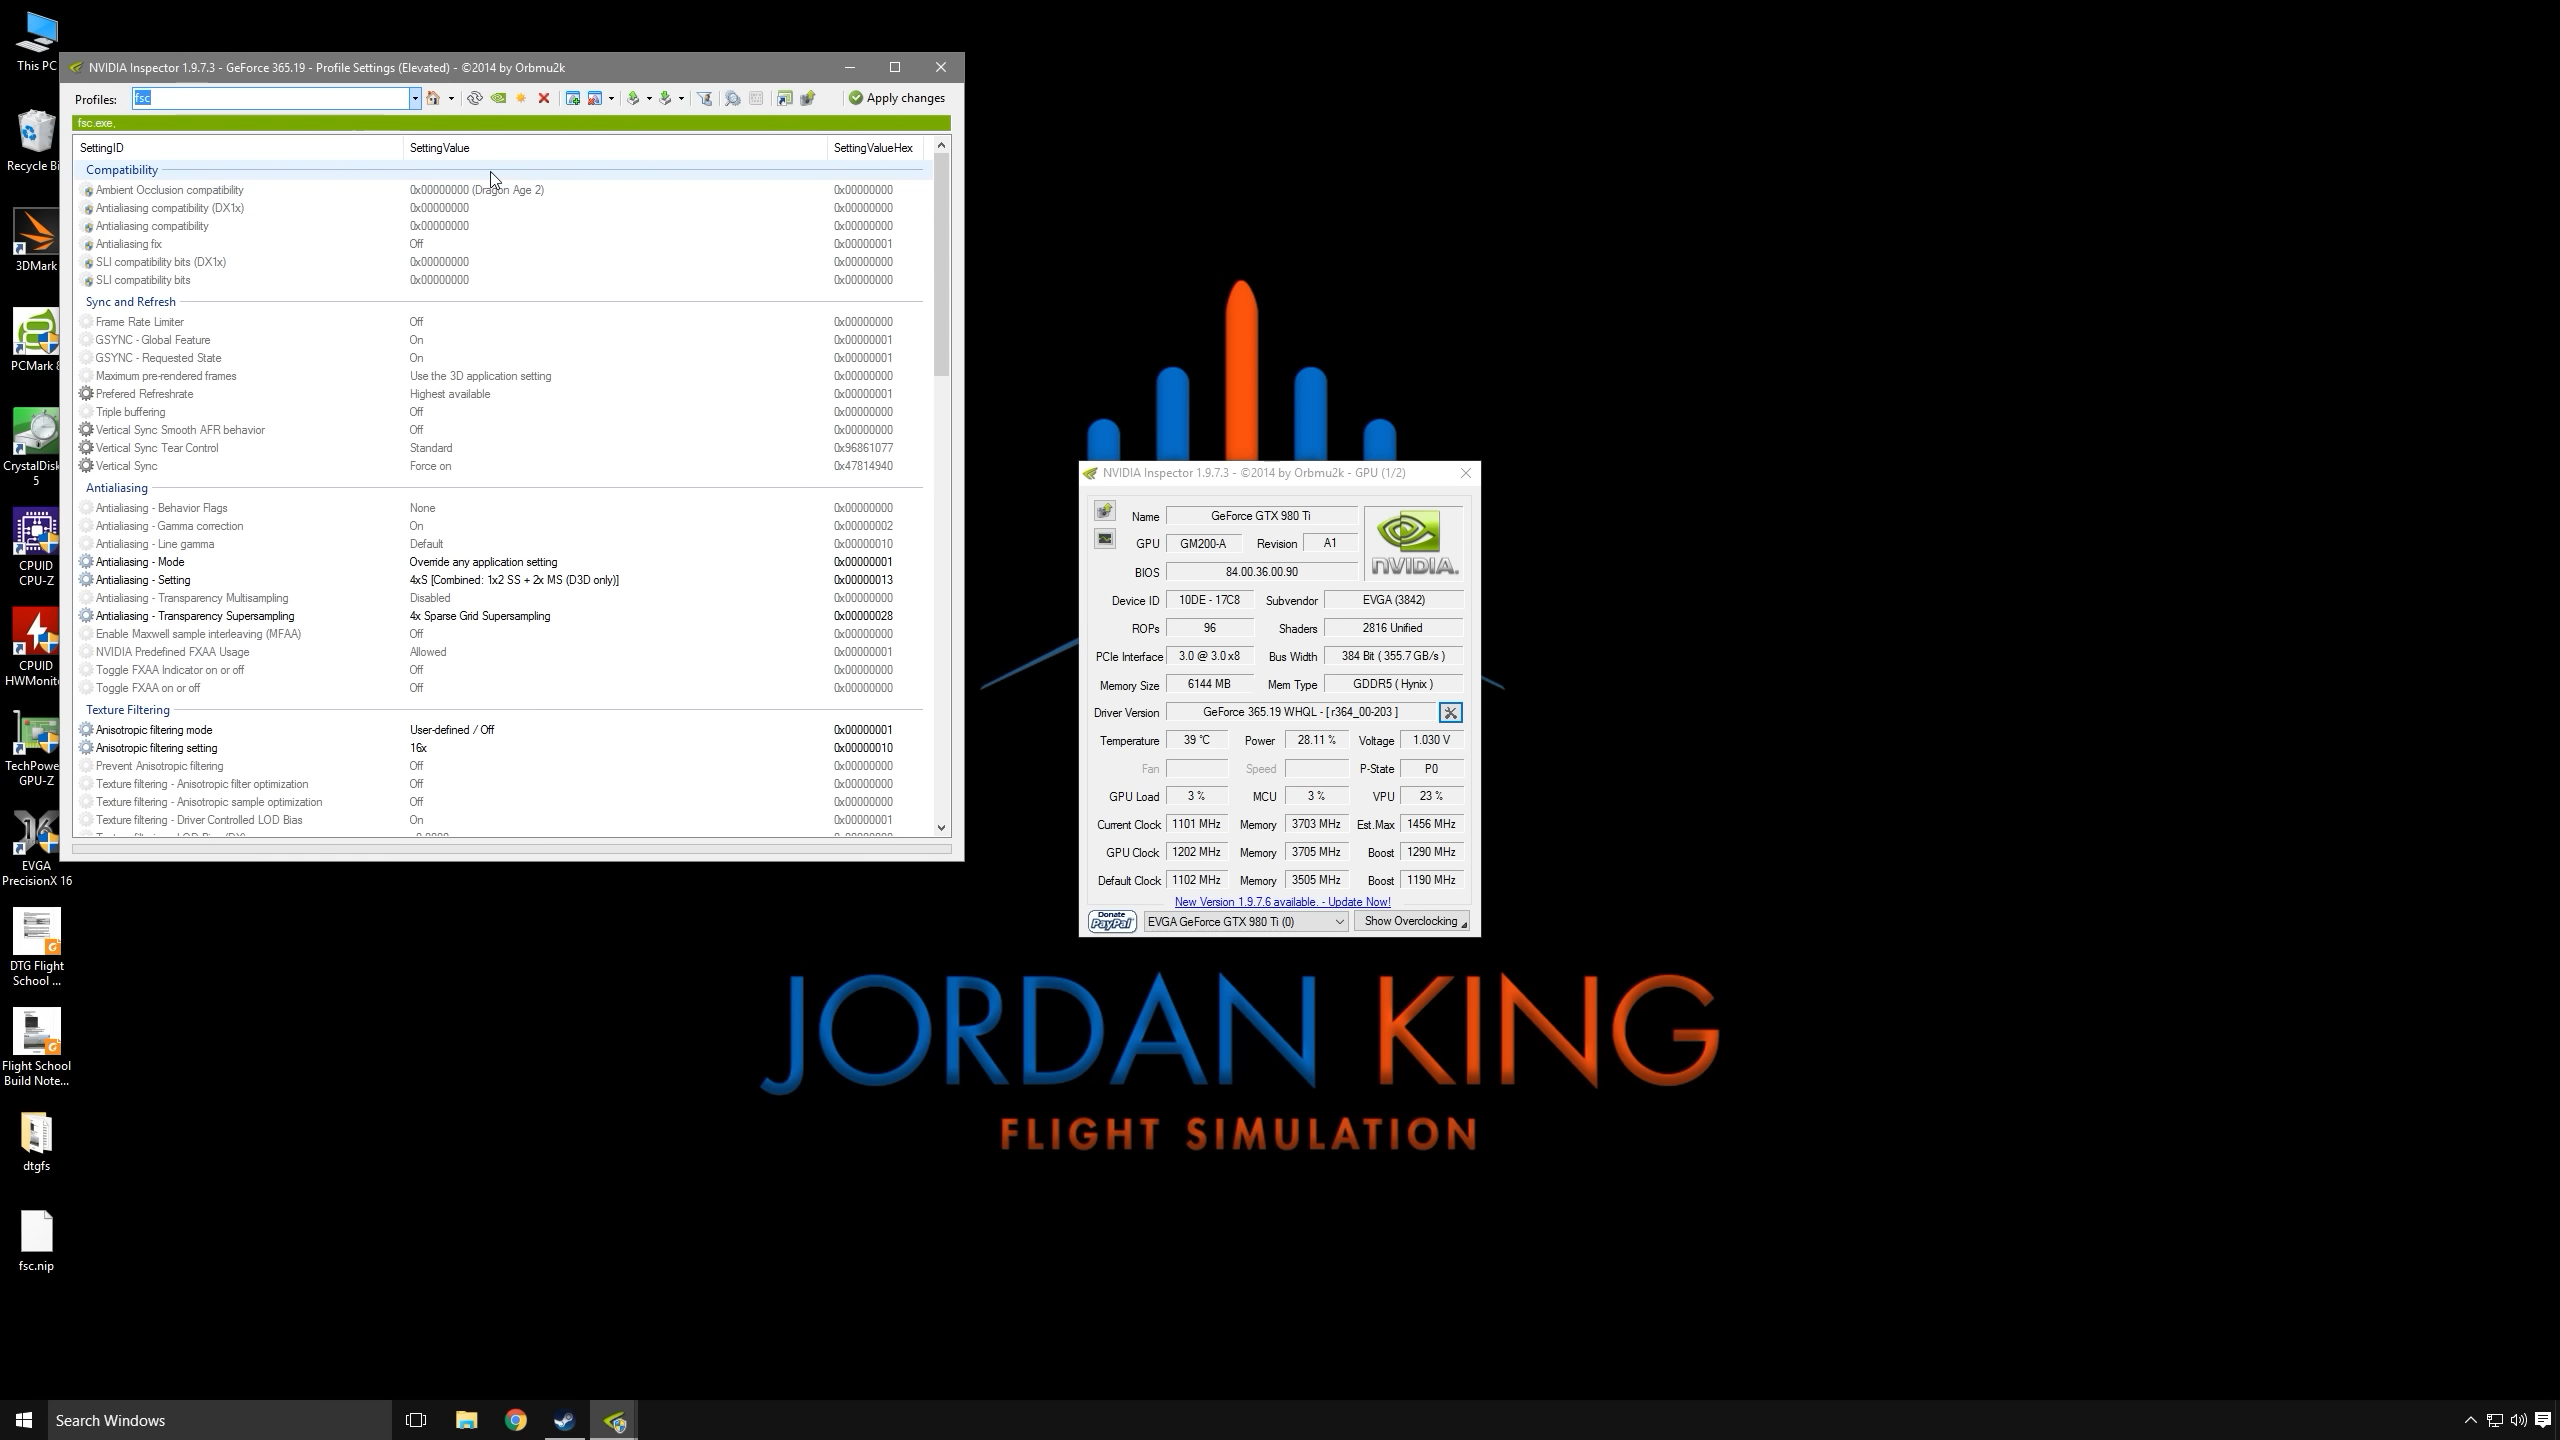 This PC
Recycle Bi
3DMark
PCMark 8
CrystalDisk
5
CPUID
CPU-Z
CPUID
HWMonito
TechPowe
GPU-Z
EVGA
PrecisionX 16
DTG Flight
School ...
Flight School
Build Note...
dtgfs
fsc.nip
NVIDIA Inspector 1.9.7.3 - GeForce 365.19 - Profile Settings (Elevated) - ©2014 by Orbmu2k
Profiles: fsc Apply changes
fsc.exe,
SettingID SettingValue SettingValueHex
Compatibility
Ambient Occlusion compatibility 0x00000000 (Dragon Age 2) 0x00000000
Antialiasing compatibility (DX1x) 0x00000000 0x00000000
Antialiasing compatibility 0x00000000 0x00000000
Antialiasing fix Off 0x00000001
SLI compatibility bits (DX1x) 0x00000000 0x00000000
SLI compatibility bits 0x00000000 0x00000000
Sync and Refresh
Frame Rate Limiter Off 0x00000000
GSYNC - Global Feature On 0x00000001
GSYNC - Requested State On 0x00000001
Maximum pre-rendered frames Use the 3D application setting 0x00000000
Prefered Refreshrate Highest available 0x00000001
Triple buffering Off 0x00000000
Vertical Sync Smooth AFR behavior Off 0x00000000
Vertical Sync Tear Control Standard 0x96861077
Vertical Sync Force on 0x47814940
Antialiasing
Antialiasing - Behavior Flags None 0x00000000
Antialiasing - Gamma correction On 0x00000002
Antialiasing - Line gamma Default 0x00000010
Antialiasing - Mode Override any application setting 0x00000001
Antialiasing - Setting 4xS [Combined: 1x2 SS + 2x MS (D3D only)] 0x00000013
Antialiasing - Transparency Multisampling Disabled 0x00000000
Antialiasing - Transparency Supersampling 4x Sparse Grid Supersampling 0x00000028
Enable Maxwell sample interleaving (MFAA) Off 0x00000000
NVIDIA Predefined FXAA Usage Allowed 0x00000001
Toggle FXAA Indicator on or off Off 0x00000000
Toggle FXAA on or off Off 0x00000000
Texture Filtering
Anisotropic filtering mode User-defined / Off 0x00000001
Anisotropic filtering setting 16x 0x00000010
Prevent Anisotropic filtering Off 0x00000000
Texture filtering - Anisotropic filter optimization Off 0x00000000
Texture filtering - Anisotropic sample optimization Off 0x00000000
Texture filtering - Driver Controlled LOD Bias On 0x00000001
NVIDIA Inspector 1.9.7.3 - ©2014 by Orbmu2k - GPU (1/2)
Name GeForce GTX 980 Ti
GPU GM200-A Revision A1
NVIDIA.
BIOS 84.00.36.00.90
Device ID 10DE - 17C8 Subvendor EVGA (3842)
ROPs 96 Shaders 2816 Unified
PCIe Interface 3.0 @ 3.0 x8 Bus Width 384 Bit ( 355.7 GB/s )
Memory Size 6144 MB Mem Type GDDR5 ( Hynix )
Driver Version GeForce 365.19 WHQL - [ r364_00-203 ]
Temperature 39 °C Power 28.11 % Voltage 1.030 V
Fan Speed P-State P0
GPU Load 3 % MCU 3 % VPU 23 %
Current Clock 1101 MHz Memory 3703 MHz Est.Max 1456 MHz
GPU Clock 1202 MHz Memory 3705 MHz Boost 1290 MHz
Default Clock 1102 MHz Memory 3505 MHz Boost 1190 MHz
New Version 1.9.7.6 available. - Update Now!
Donate
PayPal
EVGA GeForce GTX 980 Ti (0) Show Overclocking
JORDAN KING
FLIGHT SIMULATION
Search Windows